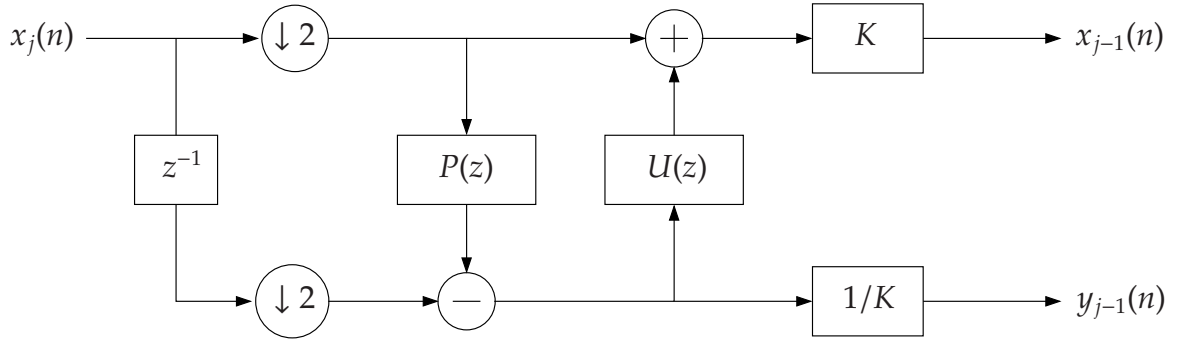 x_j(n) ↓ 2 + K x_{j−1}(n)
z^{−1} P(z) U(z)
↓ 2 − 1/K y_{j−1}(n)